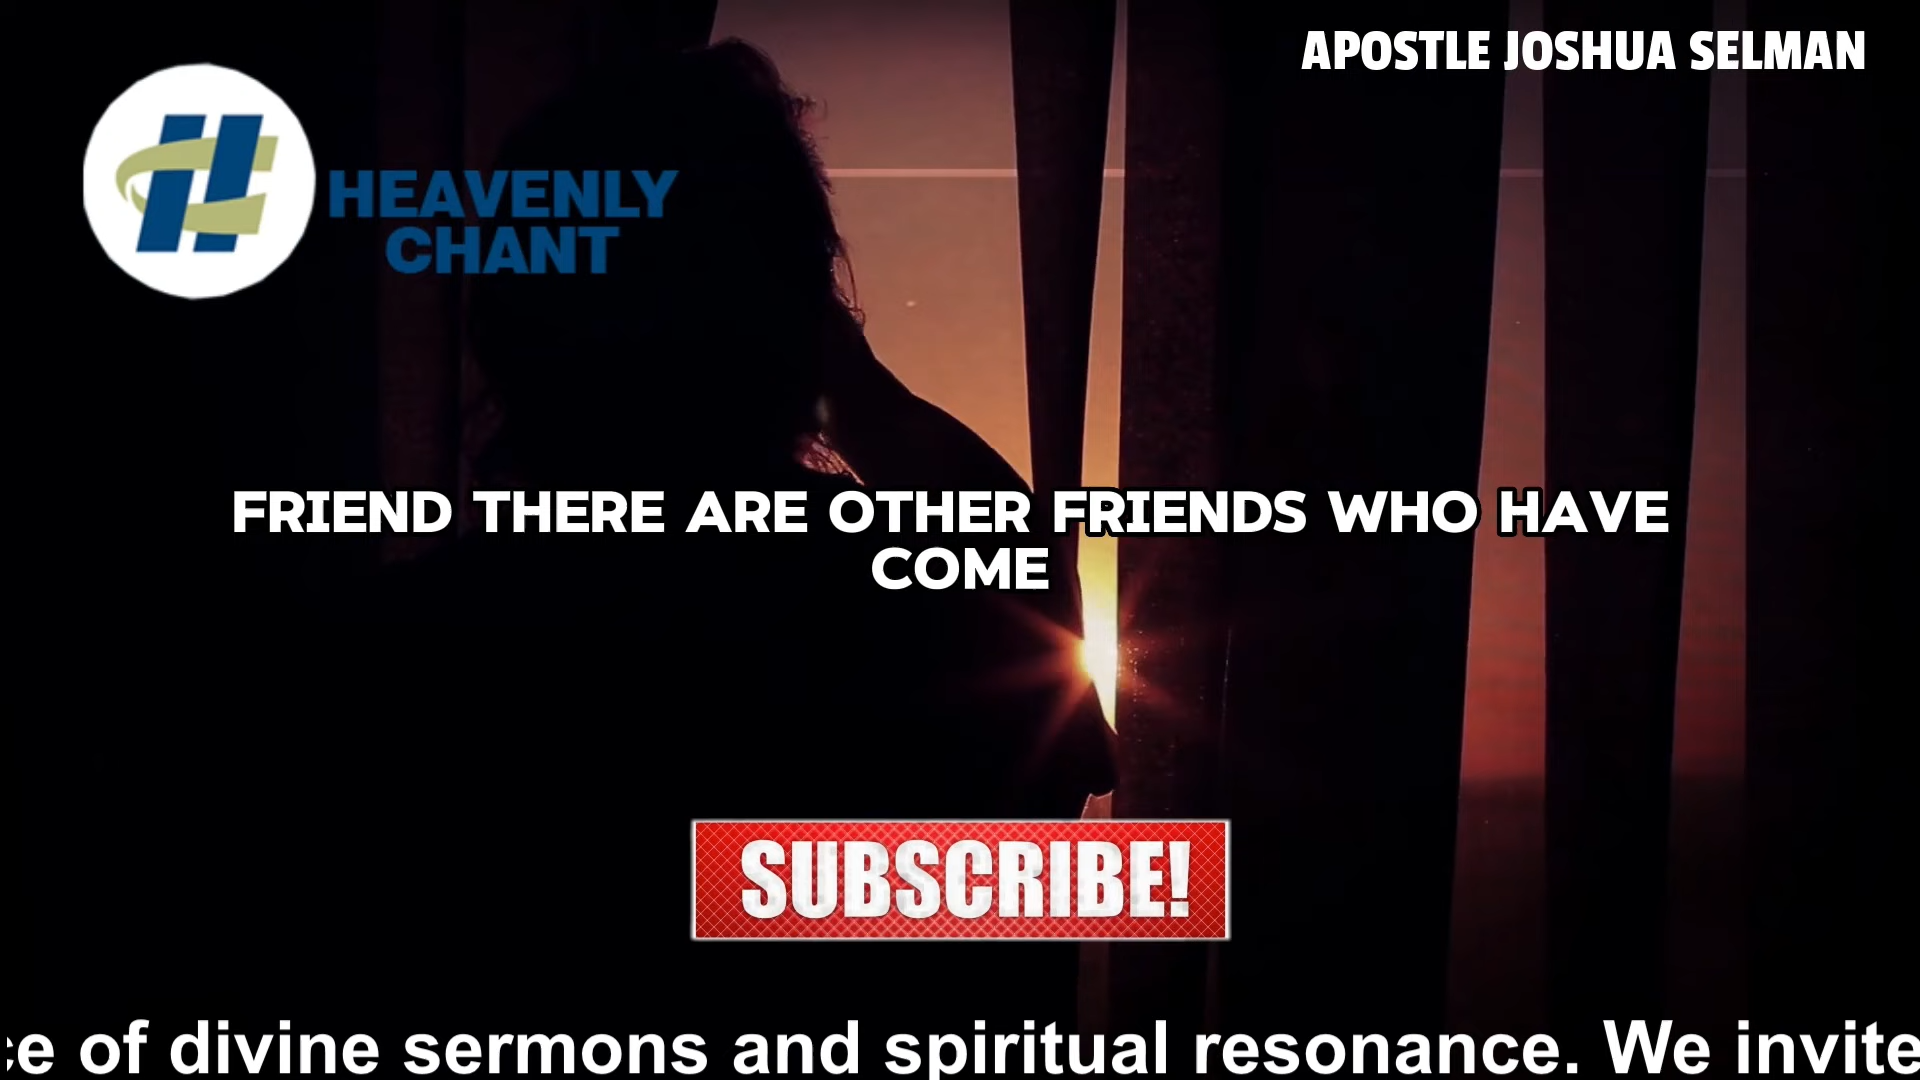 APOSTLE JOSHUA SELMAN
HEAVENLY
CHANT
FRIEND THERE ARE OTHER FRIENDS WHO HAVE
COME
SUBSCRIBE!
of divine sermons and spiritual resonance. We invite